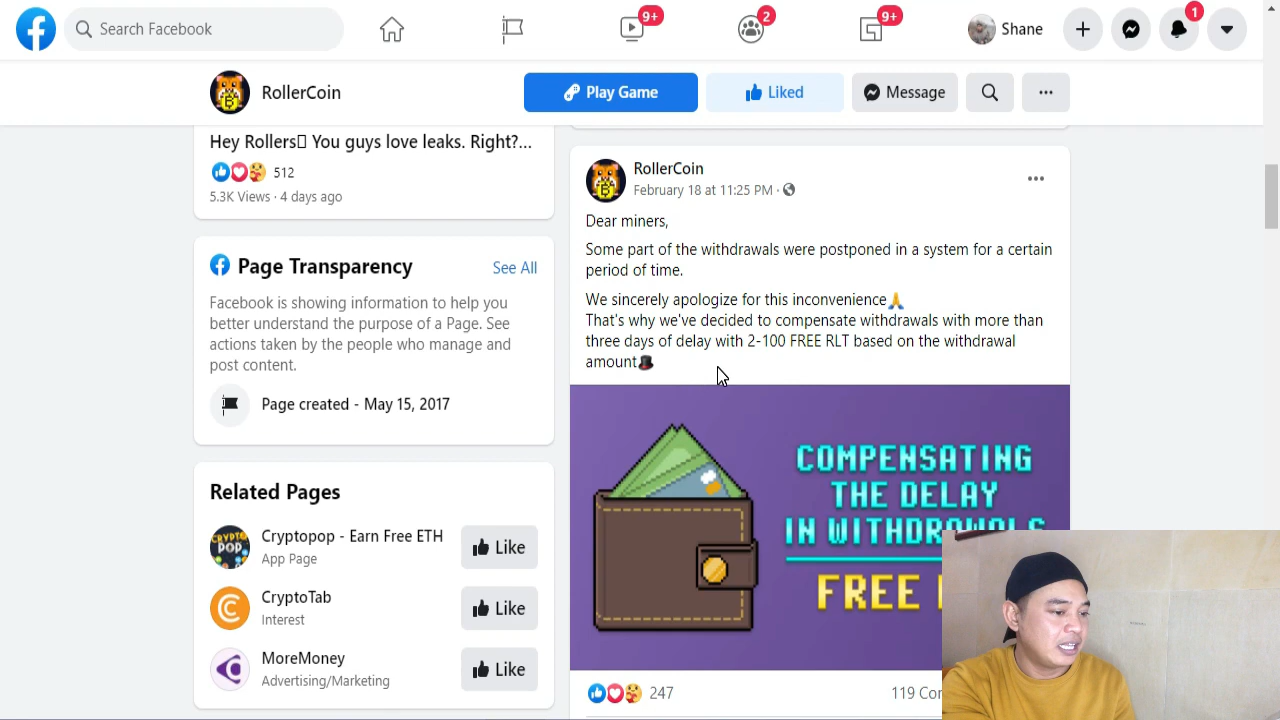 Search Facebook
9+
2
9+
Shane
1
RollerCoin
Play Game
Liked
Message
Hey Rollers You guys love leaks. Right?...
512
5.3K Views · 4 days ago
Page Transparency
See All
Facebook is showing information to help you
better understand the purpose of a Page. See
actions taken by the people who manage and
post content.
Page created - May 15, 2017
Related Pages
Cryptopop - Earn Free ETH
App Page
Like
CryptoTab
Interest
Like
MoreMoney
Advertising/Marketing
Like
RollerCoin
February 18 at 11:25 PM ·
Dear miners,
Some part of the withdrawals were postponed in a system for a certain
period of time.
We sincerely apologize for this inconvenience
That's why we've decided to compensate withdrawals with more than
three days of delay with 2-100 FREE RLT based on the withdrawal
amount
COMPENSATING
THE DELAY
IN WITHDRAWALS
FREE
247
119 Com